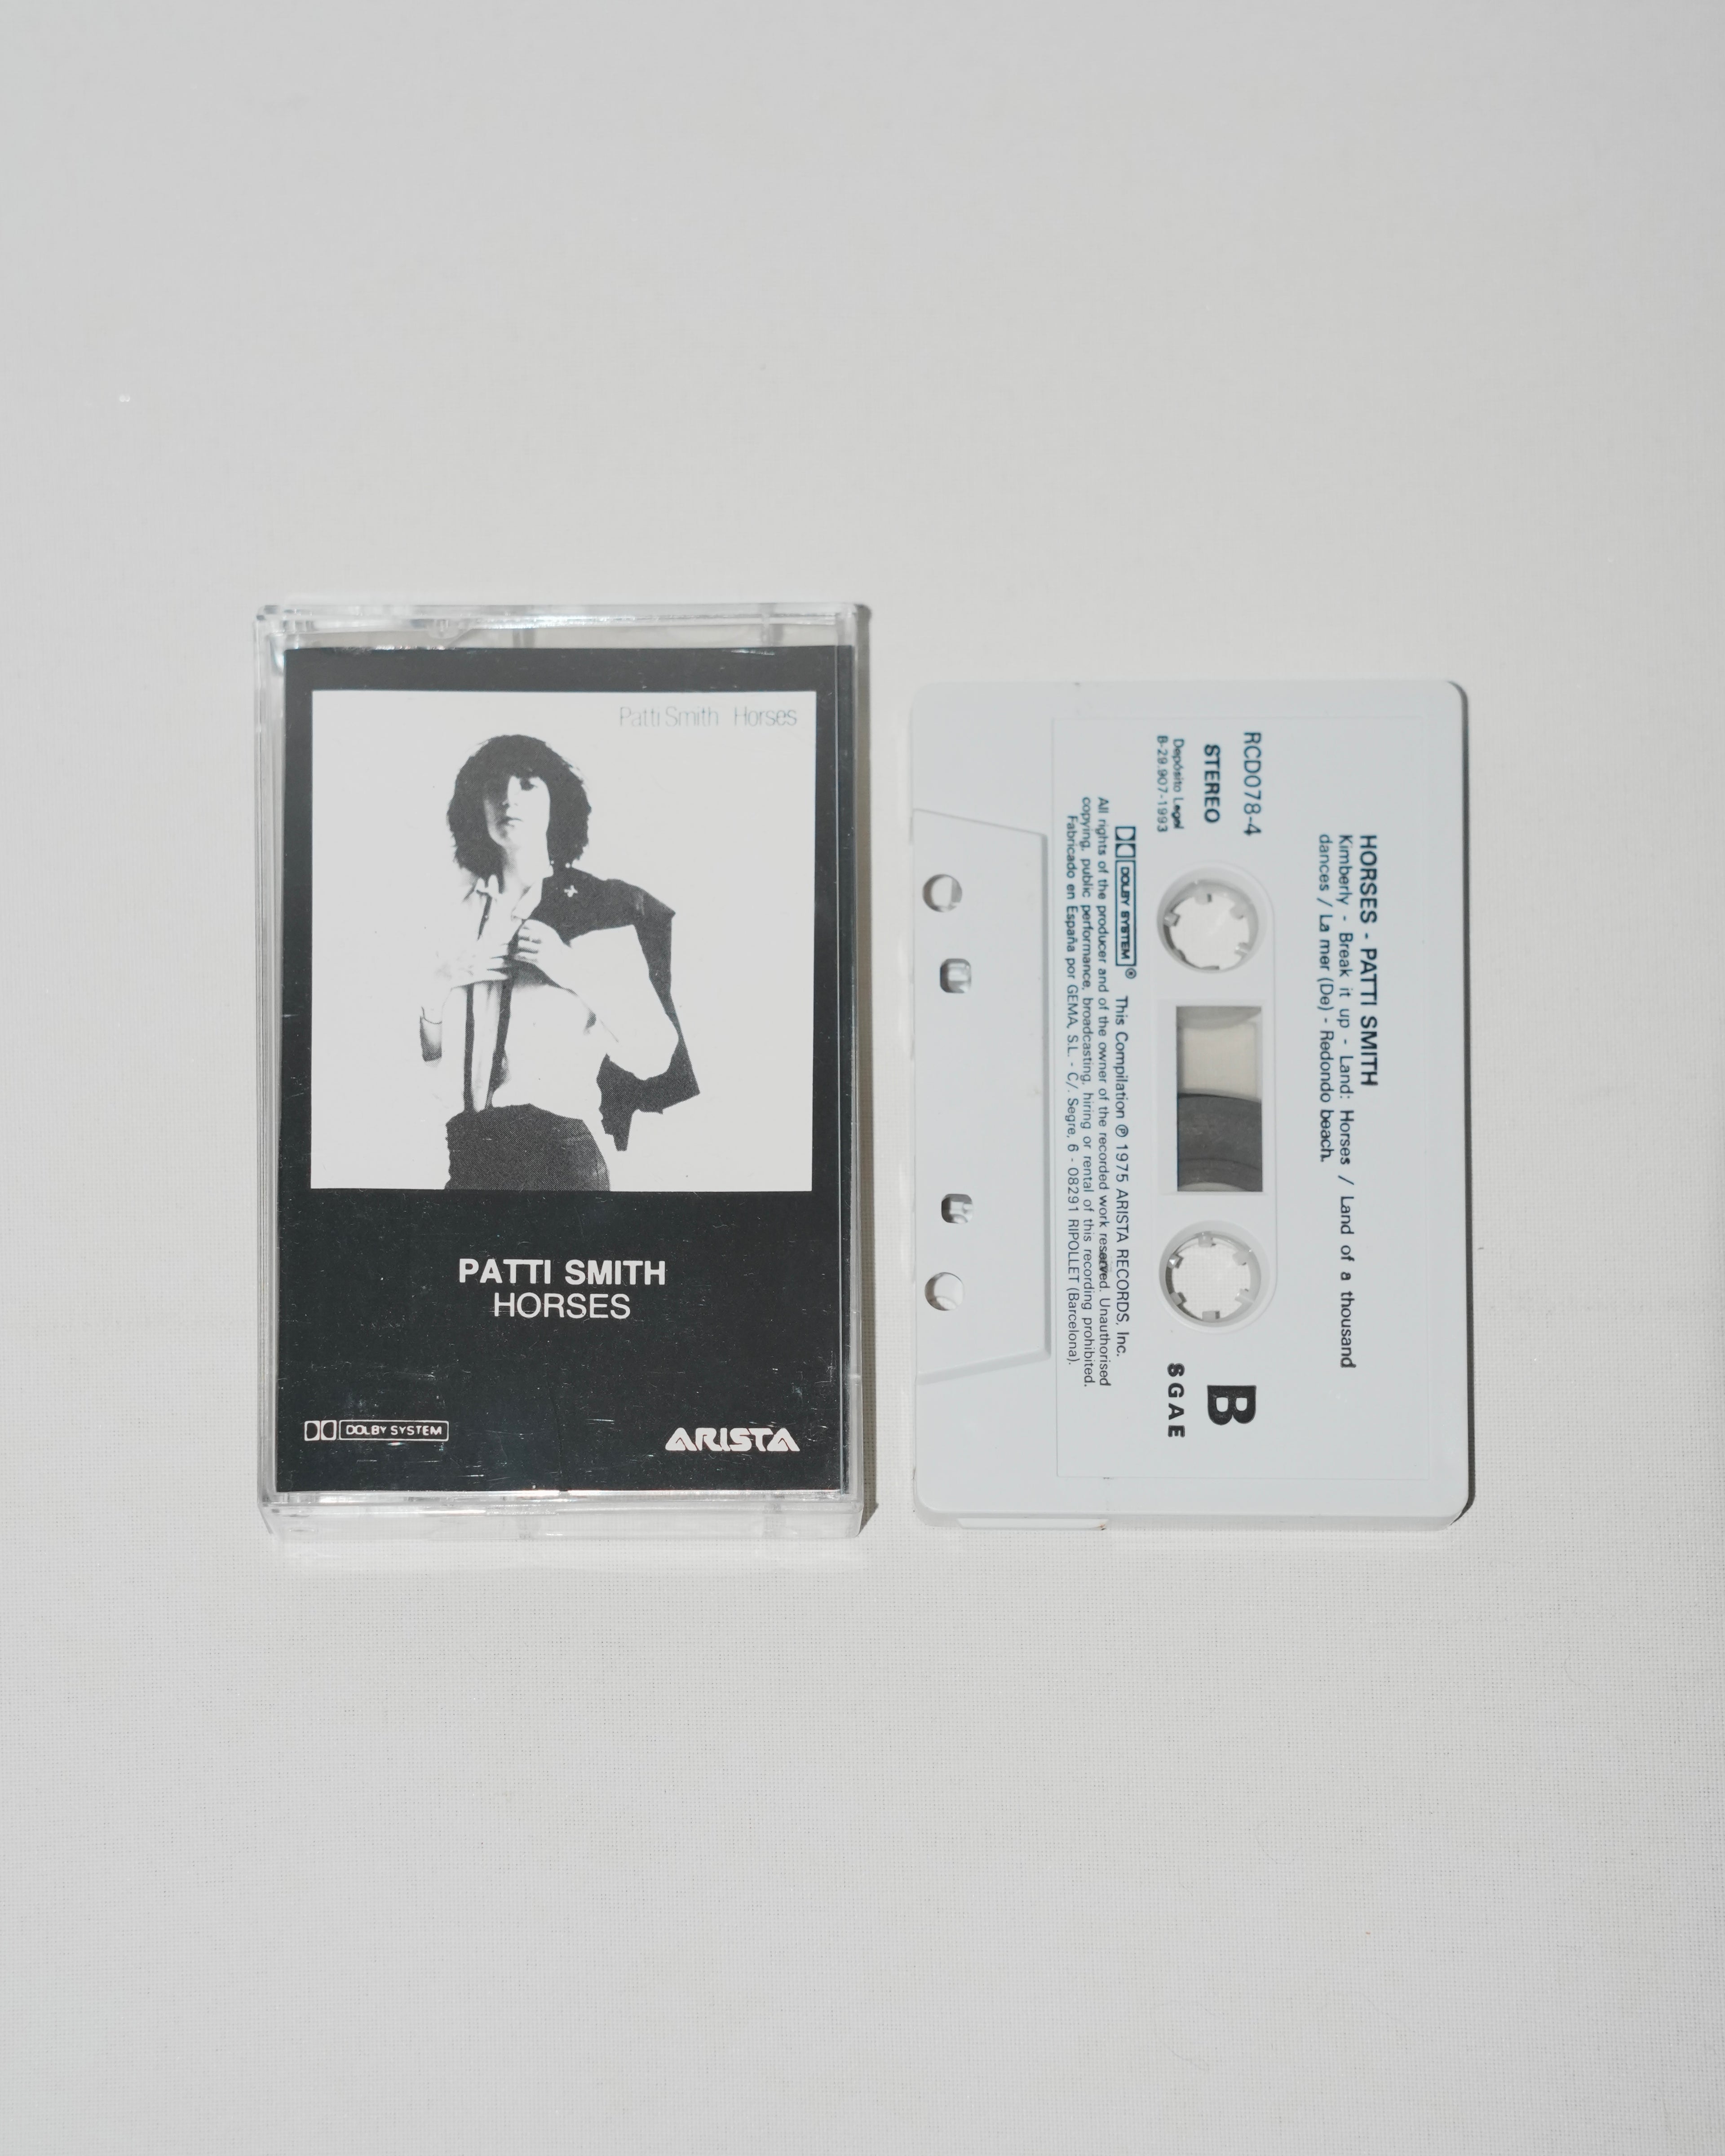 Patti Smith Horses
PATTI SMITH
HORSES
DOLBY SYSTEM
ARISTA
HORSES - PATTI SMITH
Kimberly - Break it up - Land: Horses / Land of a thousand
dances / La mer (De) - Redondo beach.
RCD078-4
STEREO
Depósito Legal
B-29.907-1993
B
SGAE
DOLBY SYSTEM® This Compilation ℗ 1975 ARISTA RECORDS, Inc.
All rights of the producer and of the owner of the recorded work reserved. Unauthorised
copying, public performance, broadcasting, hiring or rental of this recording prohibited.
Fabricado en España por GEMA, S.L. - C/. Segre, 6 - 08291 RIPOLLET (Barcelona).